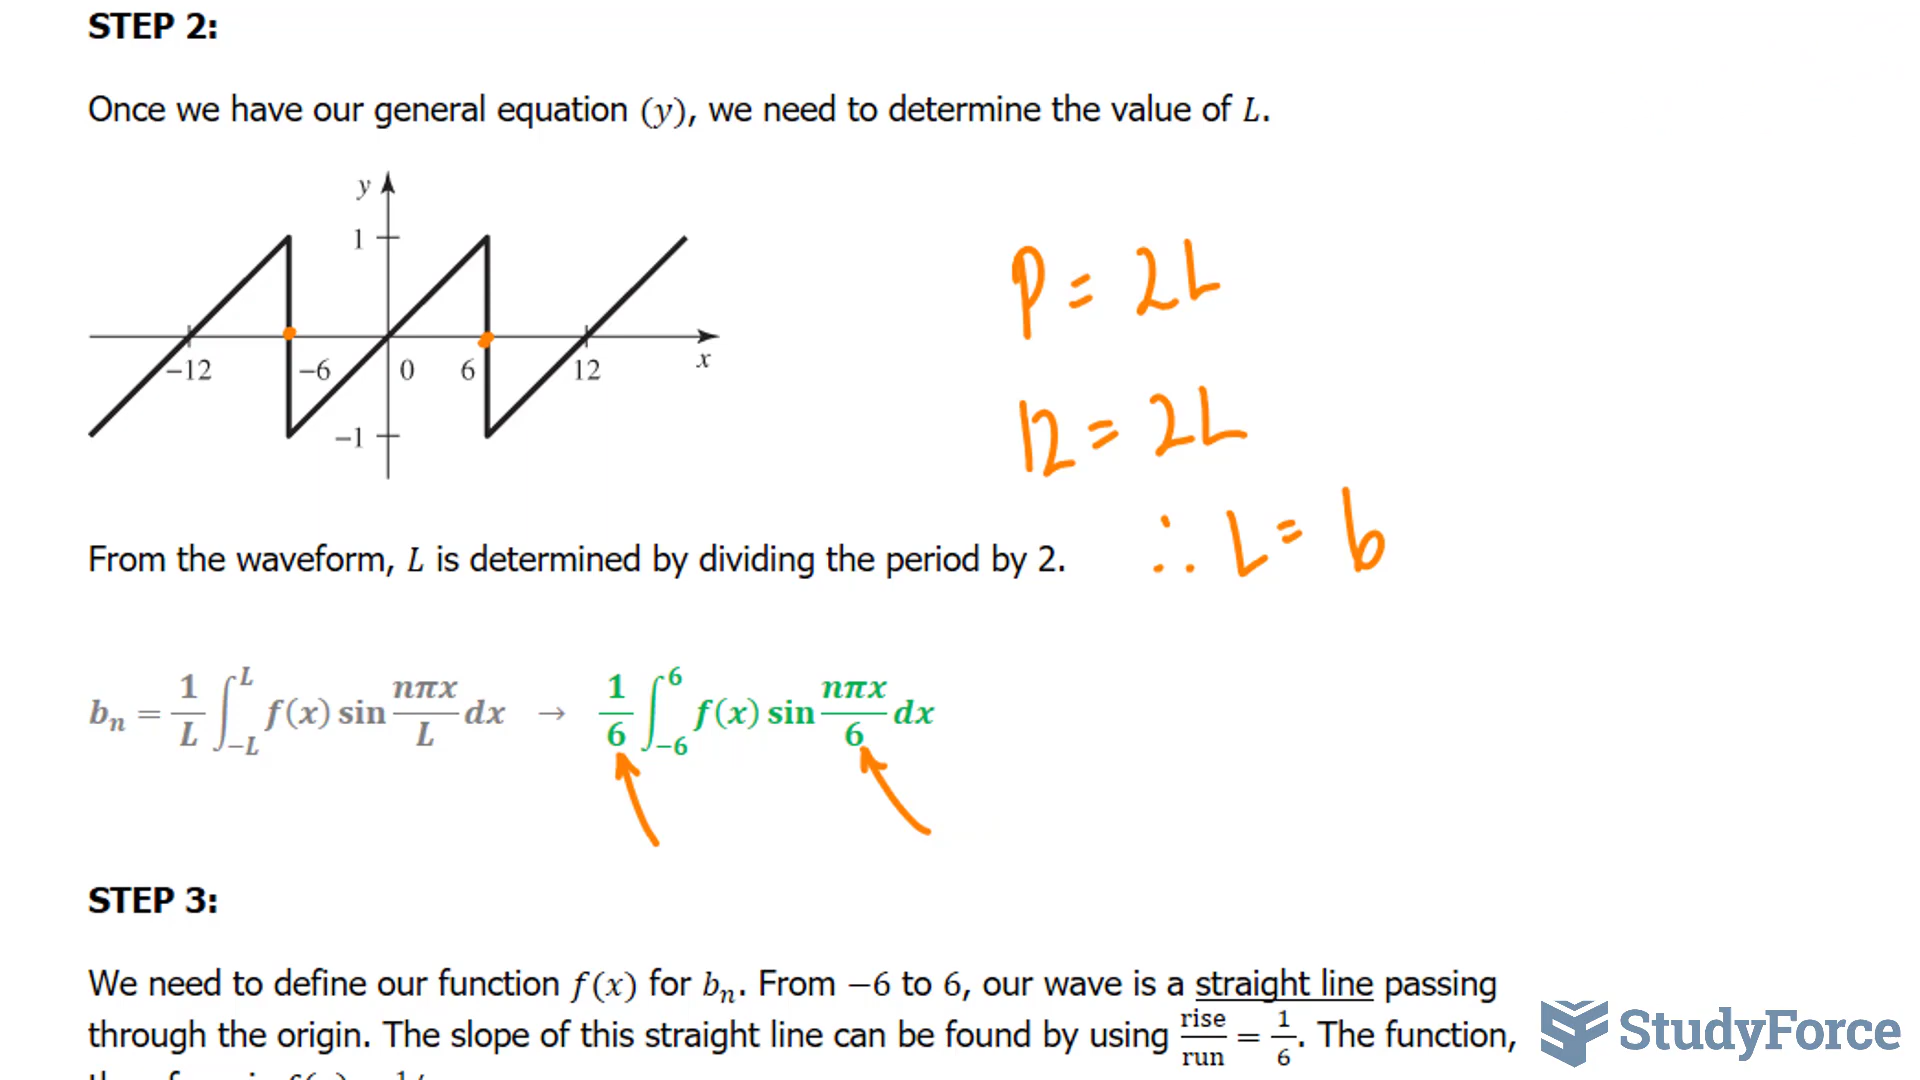 STEP 2:
Once we have our general equation (y), we need to determine the value of L.
y
1
−12
−6
0
6
12
x
−1
P = 2L
12 = 2L
∴ L = 6
From the waveform, L is determined by dividing the period by 2.
bₙ = 1/L ∫_{−L}^{L} f(x) sin nπx/L dx → 1/6 ∫_{−6}^{6} f(x) sin nπx/6 dx
STEP 3:
We need to define our function f(x) for bₙ. From −6 to 6, our wave is a straight line passing
through the origin. The slope of this straight line can be found by using rise/run = 1/6. The function,
StudyForce